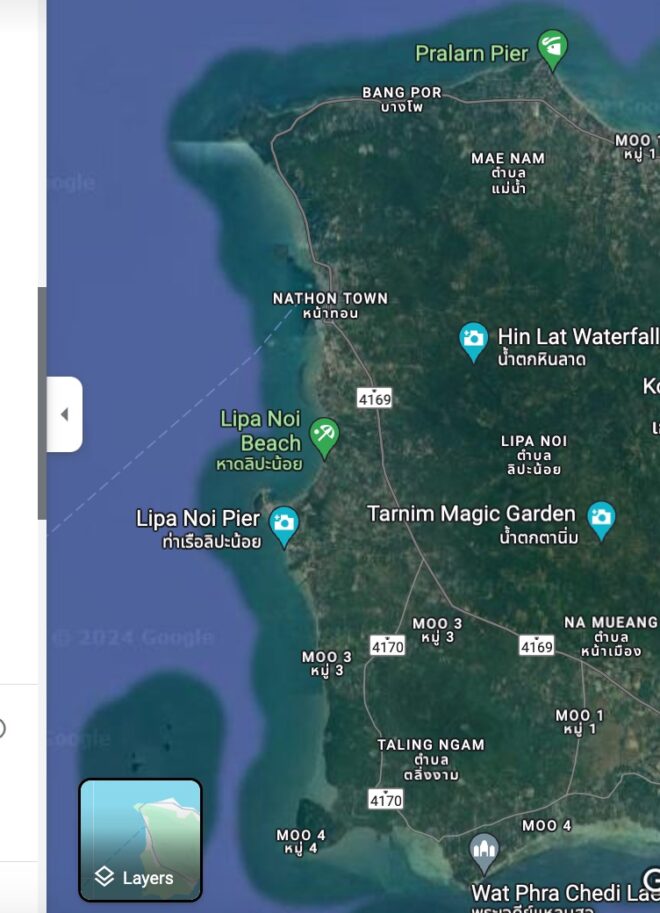 Pralarn Pier
BANG POR
บางโพ
MOO 1
หมู่ 1
MAE NAM
ตำบล
แม่น้ำ
NATHON TOWN
หน้าทอน
Hin Lat Waterfall
น้ำตกหินลาด
4169
Lipa Noi
Beach
หาดลิปะน้อย
LIPA NOI
ตำบล
ลิปะน้อย
Lipa Noi Pier
ท่าเรือลิปะน้อย
Tarnim Magic Garden
น้ำตกตานิ่ม
MOO 3
หมู่ 3
NA MUEANG
ตำบล
หน้าเมือง
4170
4169
MOO 3
หมู่ 3
© 2024 Google
MOO 1
หมู่ 1
TALING NGAM
ตำบล
ตลิ่งงาม
4170
MOO 4
MOO 4
หมู่ 4
Layers
Wat Phra Chedi Lae